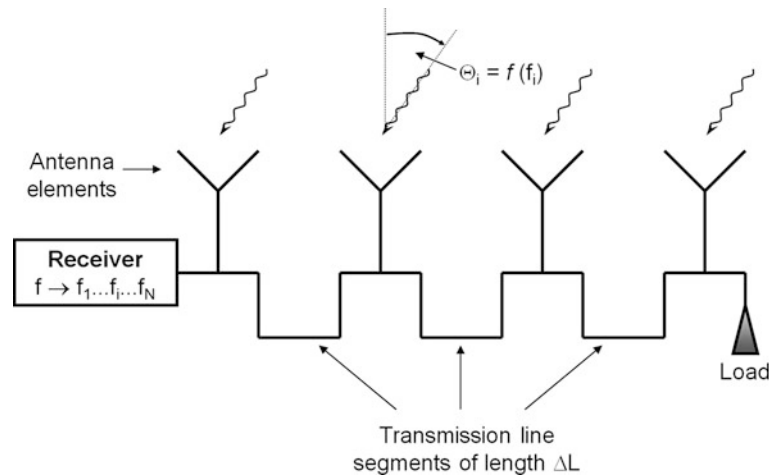 Θi = f (fi)
Antenna
elements
Receiver
f → f1...fi...fN
Load
Transmission line
segments of length ΔL